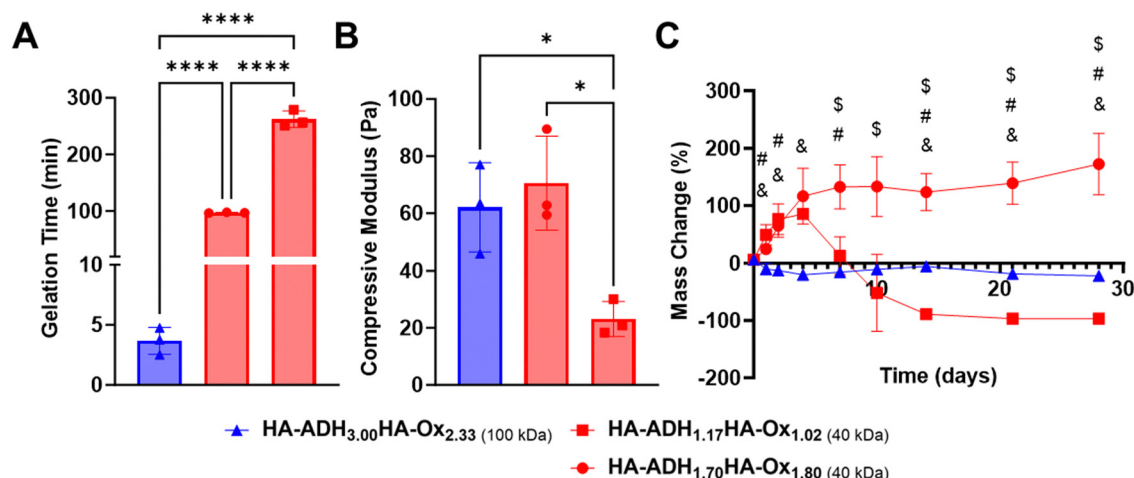 A
****
**** ****
Gelation Time (min)
300
200
100
10
5
0
B
*
*
Compressive Modulus (Pa)
100
80
60
40
20
0
C
$
$ $ #
$ # # &
# & # $ & &
# &
&
Mass Change (%)
300
200
100
0
-100
-200
10 20 30
Time (days)
HA-ADH3.00HA-Ox2.33 (100 kDa)
HA-ADH1.17HA-Ox1.02 (40 kDa)
HA-ADH1.70HA-Ox1.80 (40 kDa)